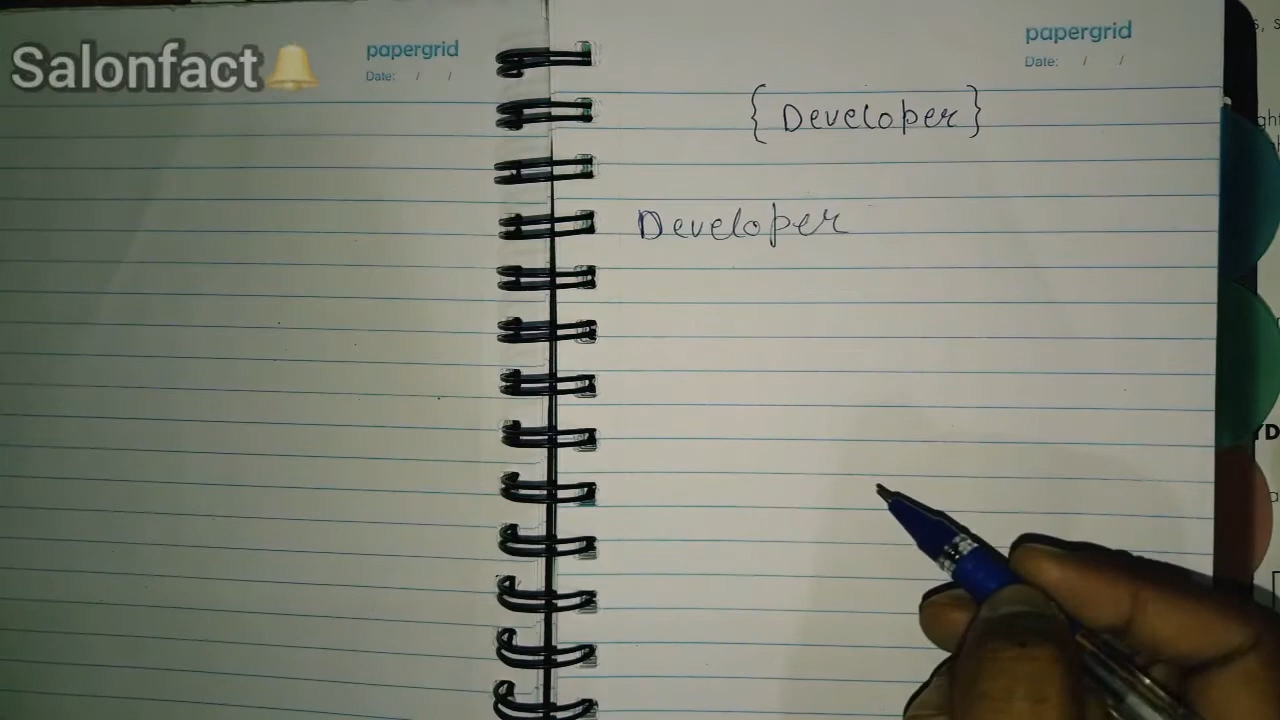 Salonfact
papergrid
Date: / /
papergrid
Date: / /
{ Developer }
Developer